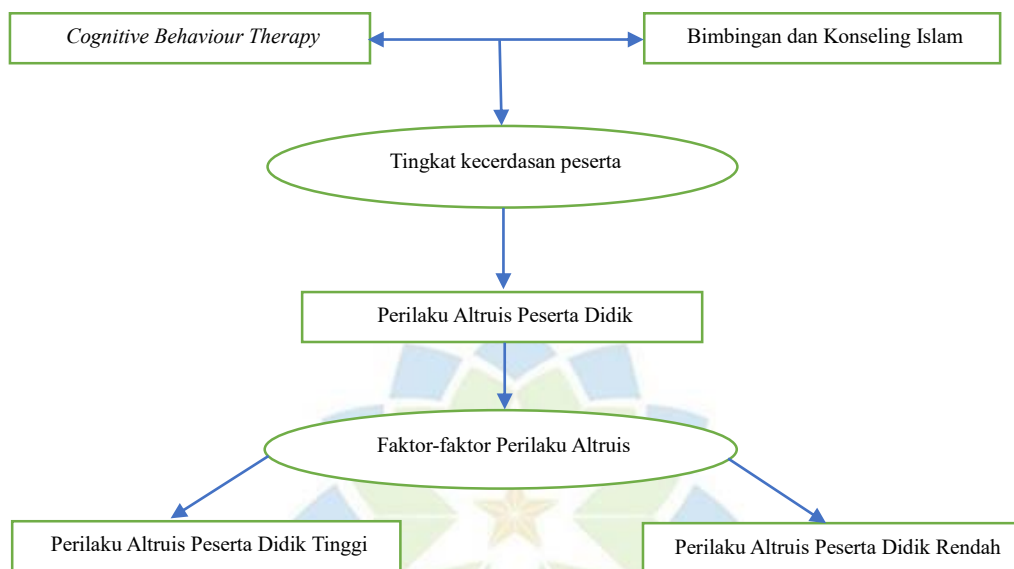 Cognitive Behaviour Therapy
Bimbingan dan Konseling Islam
Tingkat kecerdasan peserta
Perilaku Altruis Peserta Didik
Faktor-faktor Perilaku Altruis
Perilaku Altruis Peserta Didik Tinggi
Perilaku Altruis Peserta Didik Rendah